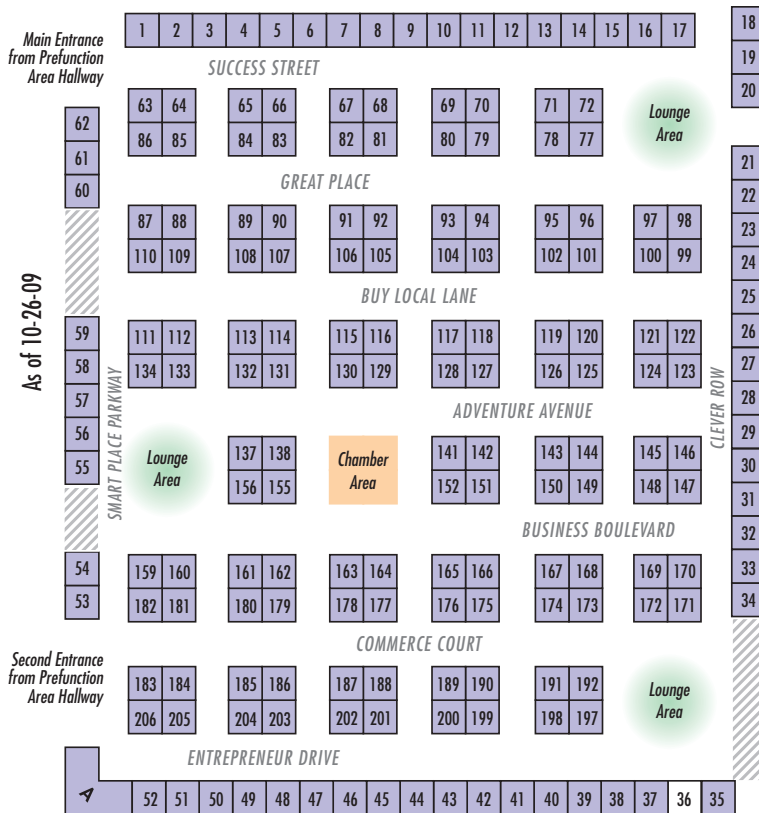 1 2 3 4 5 6 7 8 9 10 11 12 13 14 15 16 17
18
19
20
Main Entrance
from Prefunction
Area Hallway
SUCCESS STREET
63 64 65 66 67 68 69 70 71 72
86 85 84 83 82 81 80 79 78 77
Lounge
Area
62
61
60
GREAT PLACE
21
22
23
24
25
26
27
28
29
30
31
32
33
34
87 88 89 90 91 92 93 94 95 96 97 98
110 109 108 107 106 105 104 103 102 101 100 99
BUY LOCAL LANE
As of 10-26-09
59
58
57
56
55
SMART PLACE PARKWAY
111 112 113 114 115 116 117 118 119 120 121 122
134 133 132 131 130 129 128 127 126 125 124 123
ADVENTURE AVENUE
CLEVER ROW
Lounge
Area
137 138
156 155
Chamber
Area
141 142 143 144 145 146
152 151 150 149 148 147
BUSINESS BOULEVARD
54
53
159 160 161 162 163 164 165 166 167 168 169 170
182 181 180 179 178 177 176 175 174 173 172 171
COMMERCE COURT
Second Entrance
from Prefunction
Area Hallway
183 184 185 186 187 188 189 190 191 192
206 205 204 203 202 201 200 199 198 197
Lounge
Area
ENTREPRENEUR DRIVE
A
52 51 50 49 48 47 46 45 44 43 42 41 40 39 38 37 36 35